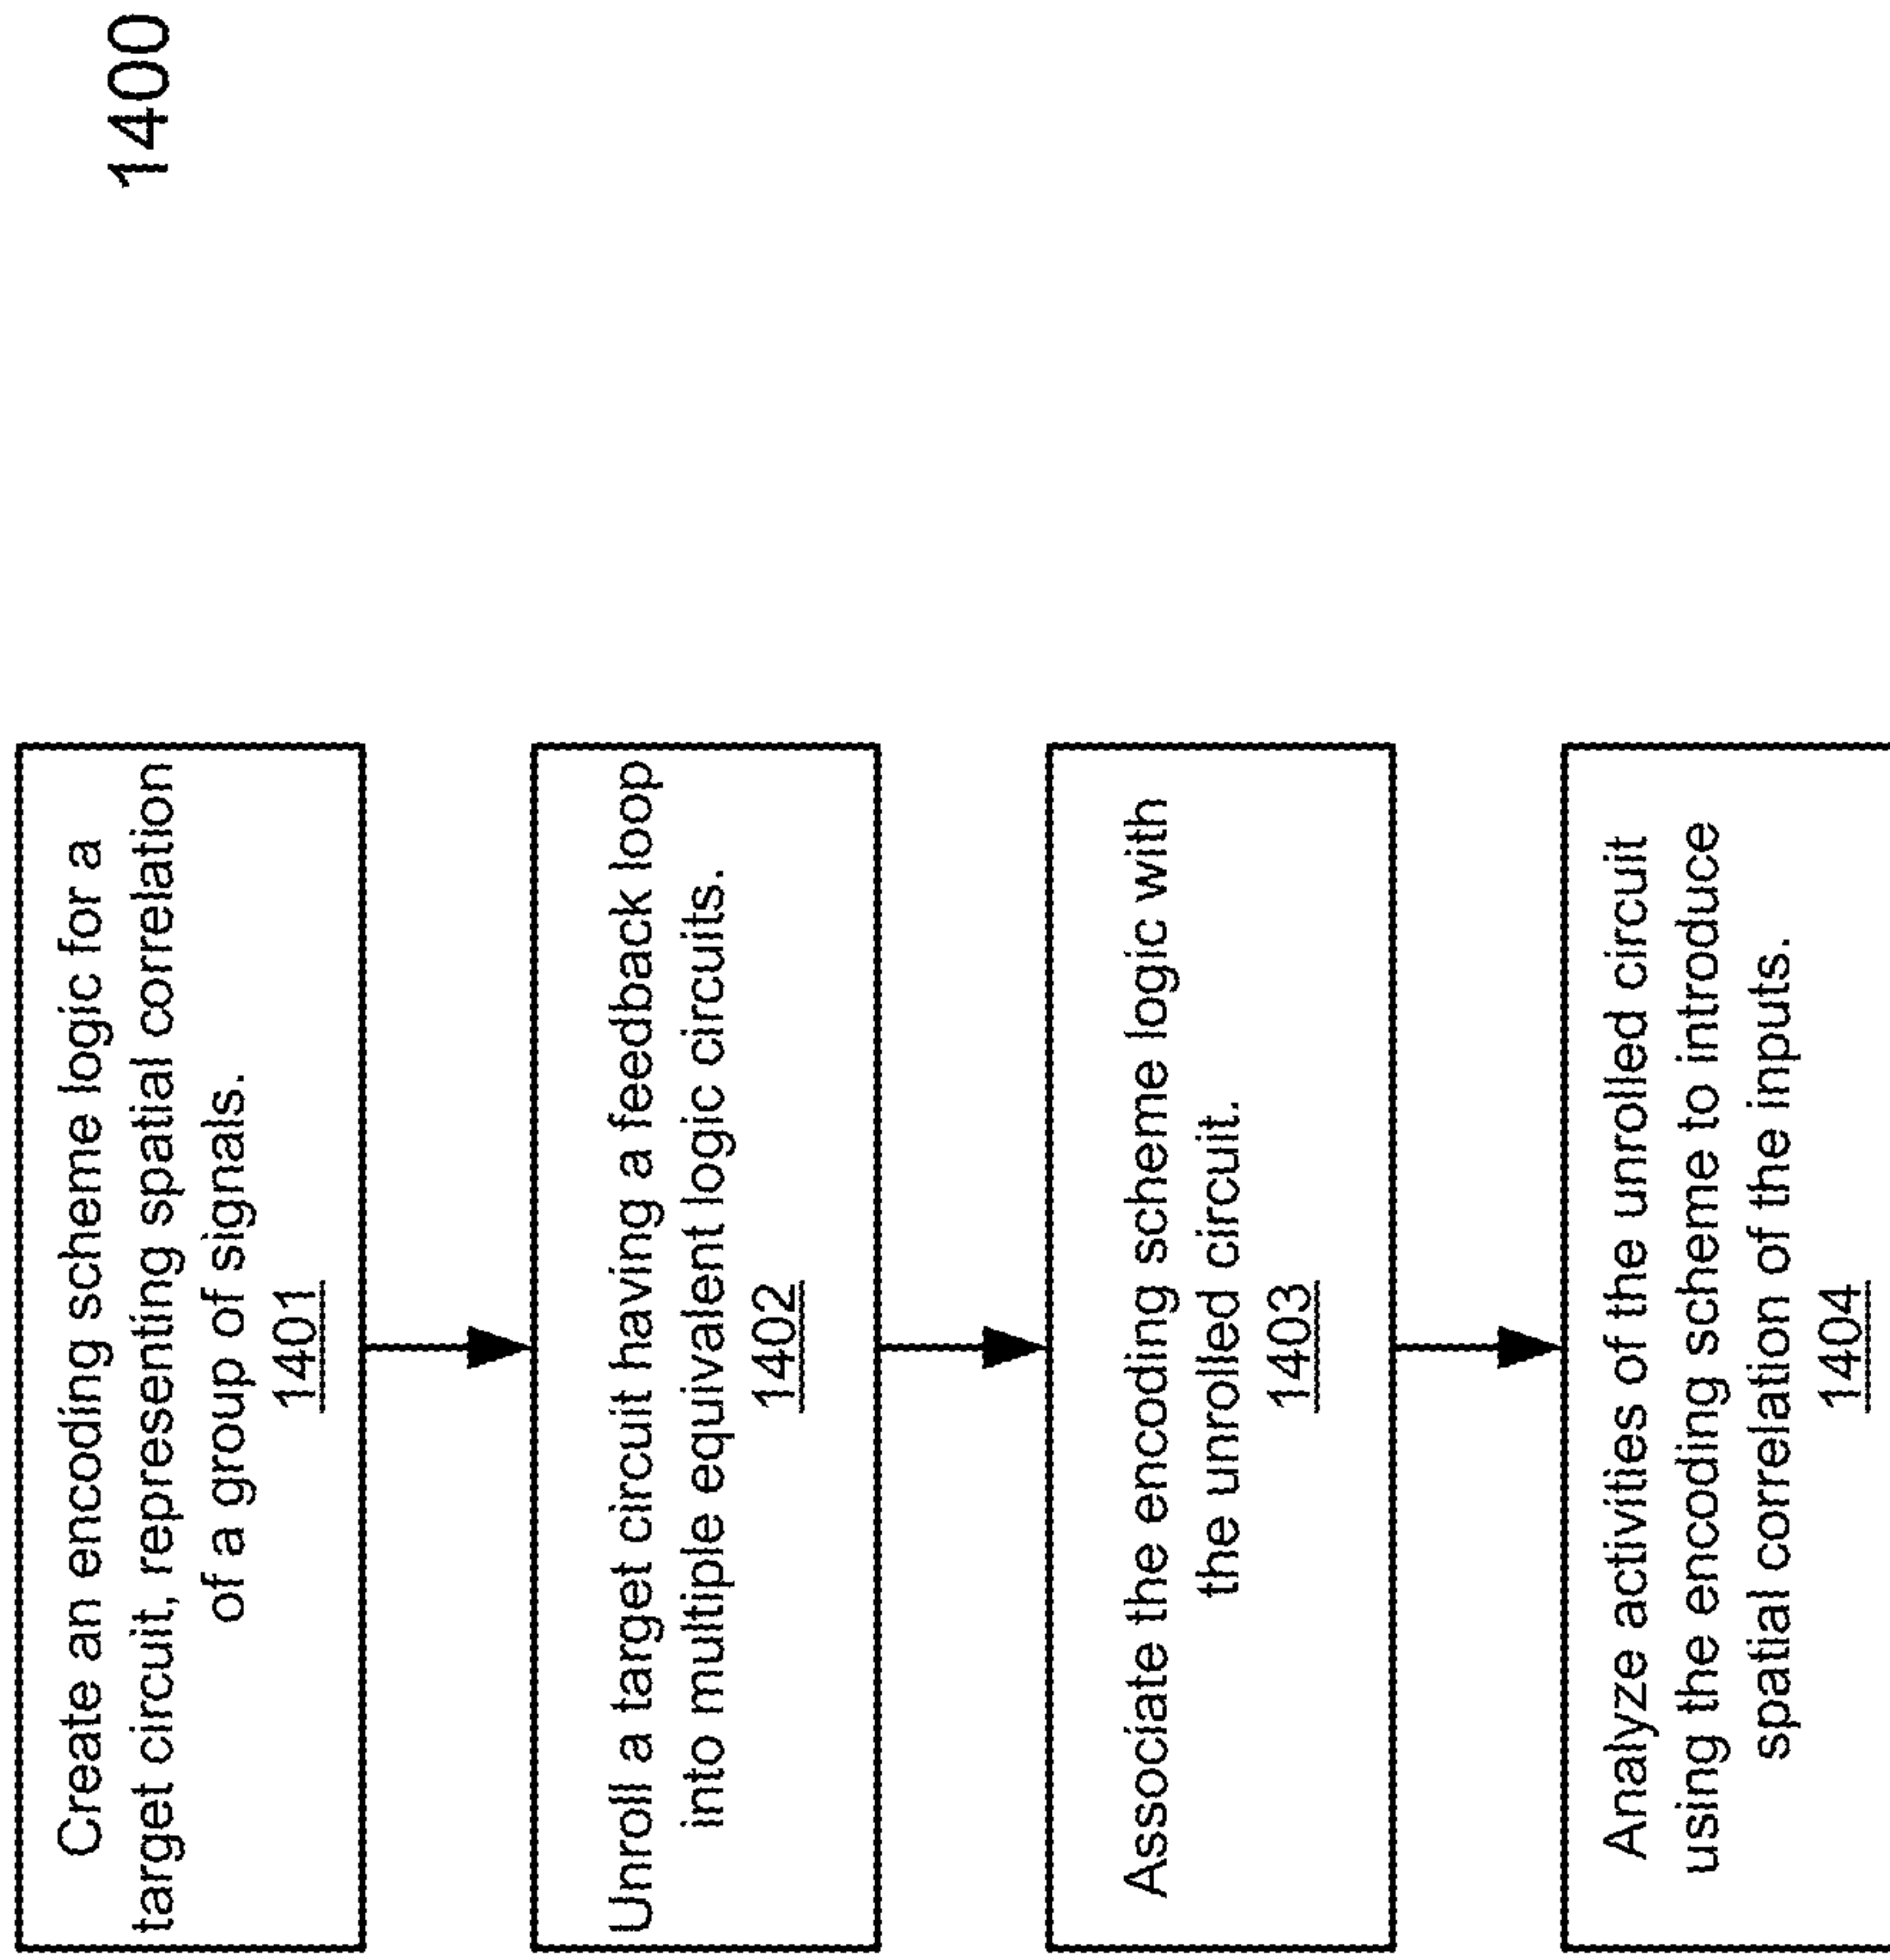 1400
Create an encoding scheme logic for a
target circuit, representing spatial correlation
of a group of signals.
1401
Unroll a target circuit having a feedback loop
into multiple equivalent logic circuits.
1402
Associate the encoding scheme logic with
the unrolled circuit.
1403
Analyze activities of the unrolled circuit
using the encoding scheme to introduce
spatial correlation of the inputs.
1404